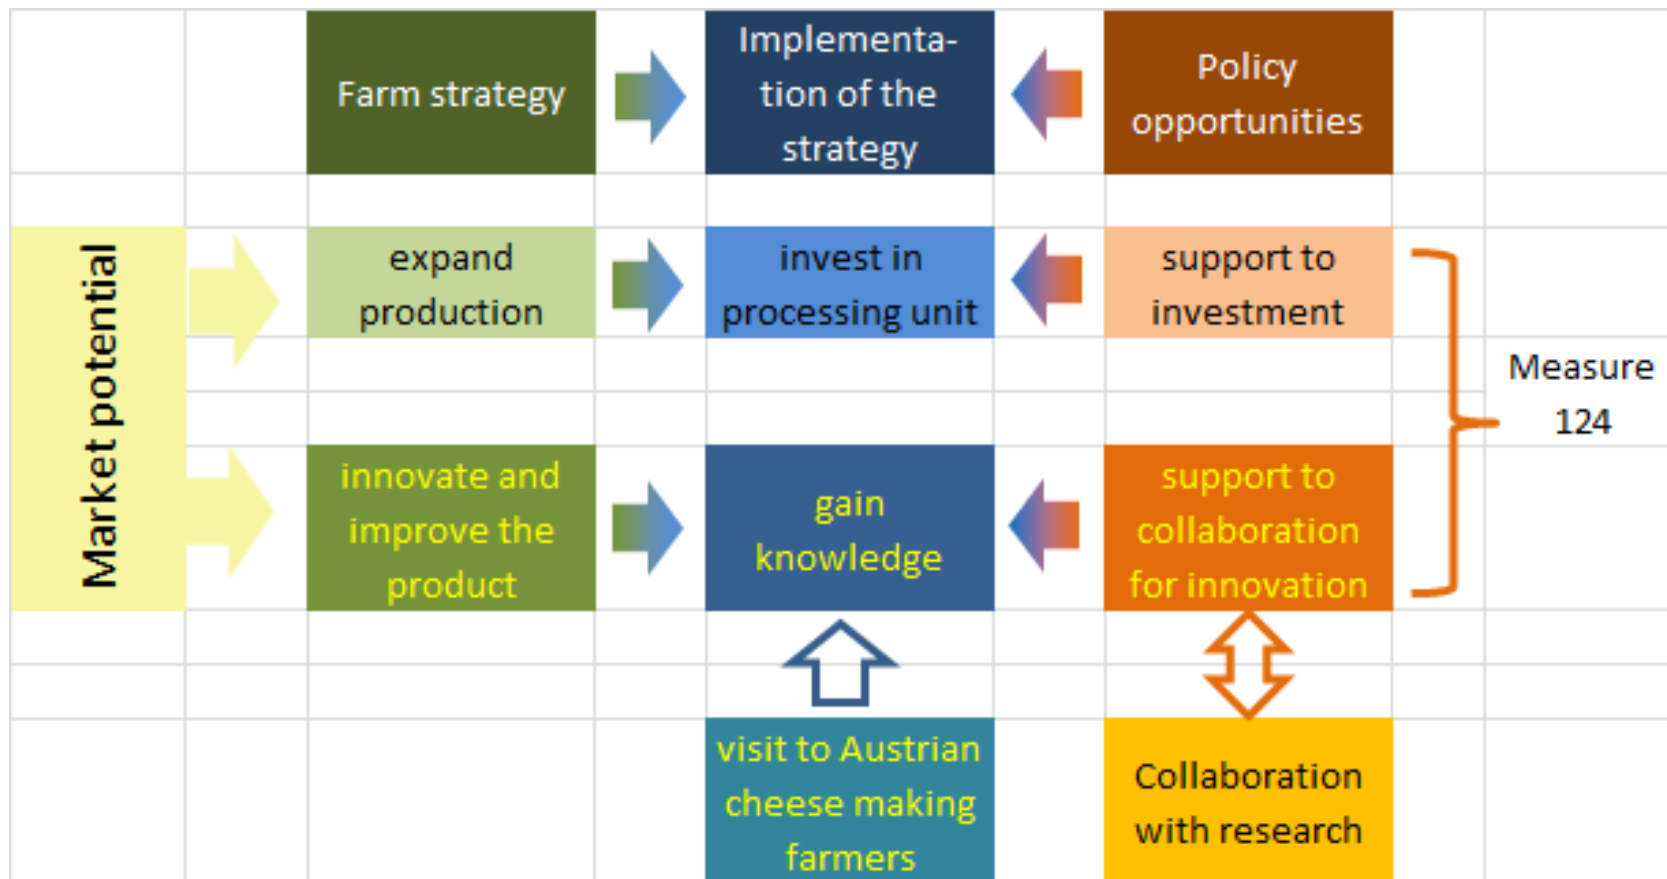 Farm strategy
Implementa-
tion of the
strategy
Policy
opportunities
Market potential
expand
production
invest in
processing unit
support to
investment
Measure
124
innovate and
improve the
product
gain
knowledge
support to
collaboration
for innovation
visit to Austrian
cheese making
farmers
Collaboration
with research